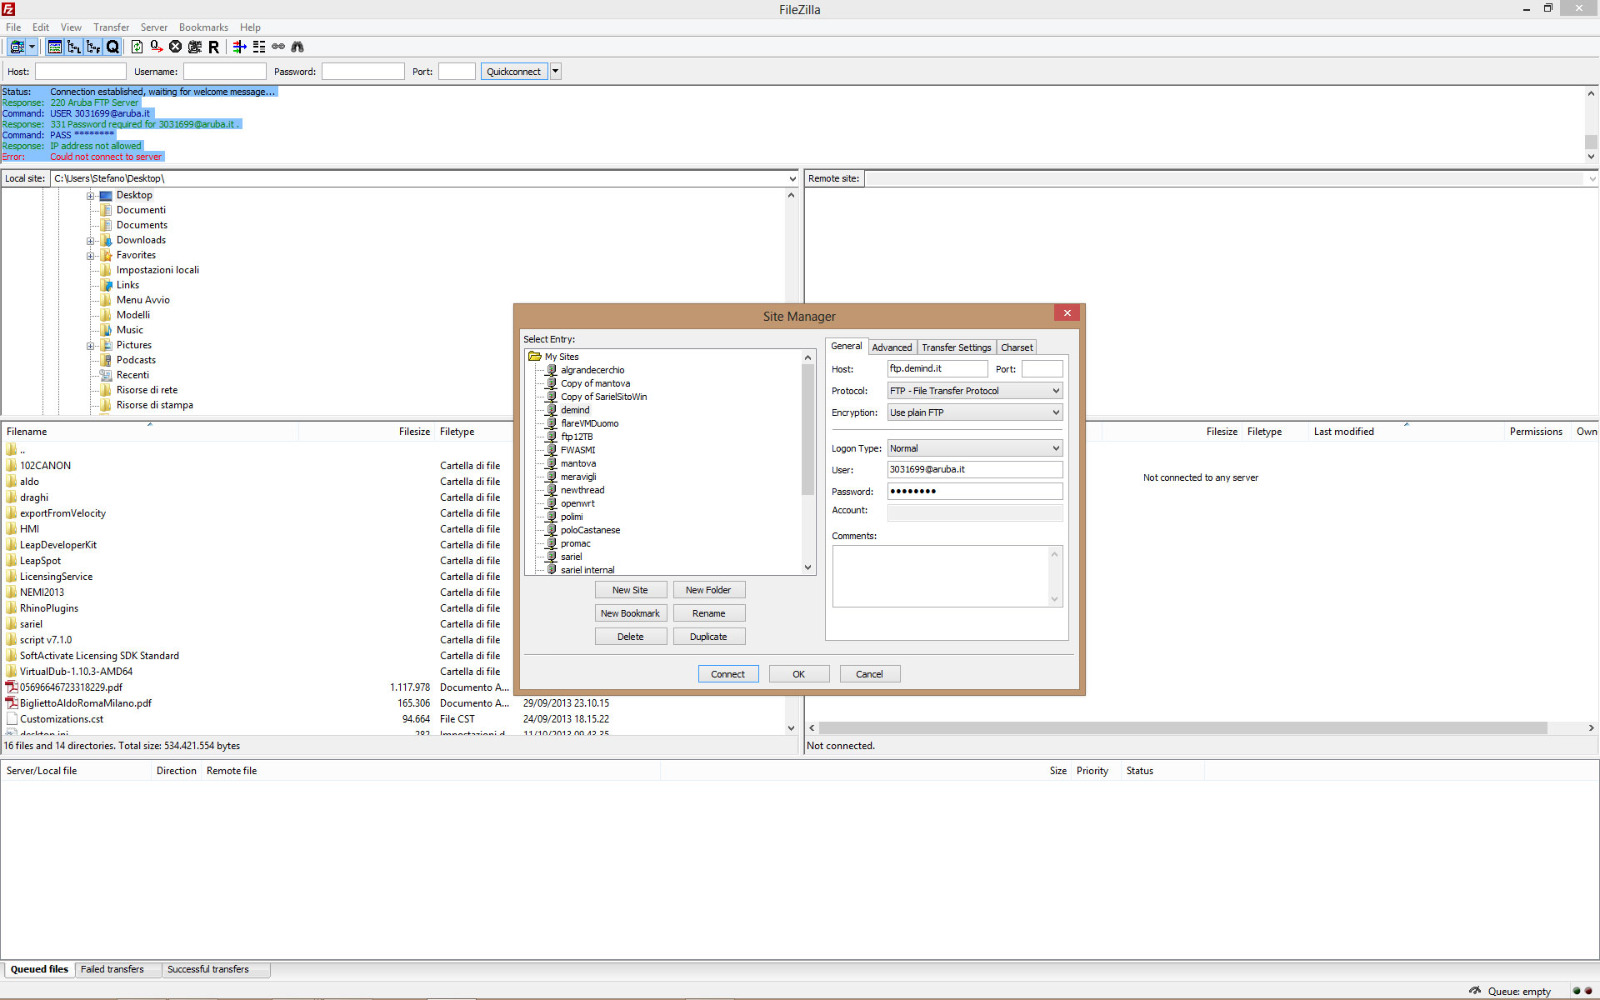 FileZilla
File Edit View Transfer Server Bookmarks Help
Host: Username: Password: Port: Quickconnect
Status: Connection established, waiting for welcome message...
Response: 220 Aruba FTP Server
Command: USER 3031699@aruba.it
Response: 331 Password required for 3031699@aruba.it .
Command: PASS ********
Response: IP address not allowed
Error: Could not connect to server
Local site: C:\Users\Stefano\Desktop\
Remote site:
Desktop
Documenti
Documents
Downloads
Favorites
Impostazioni locali
Links
Menu Avvio
Modelli
Music
Pictures
Podcasts
Recenti
Risorse di rete
Risorse di stampa
Filename Filesize Filetype
..
102CANON Cartella di file
aldo Cartella di file
draghi Cartella di file
exportFromVelocity Cartella di file
HMI Cartella di file
LeapDeveloperKit Cartella di file
LeapSpot Cartella di file
LicensingService Cartella di file
NEMI2013 Cartella di file
RhinoPlugins Cartella di file
sariel Cartella di file
script v7.1.0 Cartella di file
SoftActivate Licensing SDK Standard Cartella di file
VirtualDub-1.10.3-AMD64 Cartella di file
05696646723318229.pdf 1.117.978 Documento A...
BigliettoAldoRomaMilano.pdf 165.306 Documento A... 29/09/2013 23.10.15
Customizations.cst 94.664 File CST 24/09/2013 18.15.22
desktop.ini 282 Impostazioni d... 11/10/2013 09.43.35
16 files and 14 directories. Total size: 534.421.554 bytes
Site Manager
Select Entry:
My Sites
algrandecerchio
Copy of mantova
Copy of SarielSitoWin
demind
flareVMDuomo
ftp12TB
FWASMI
mantova
meravigli
newthread
openwrt
polimi
poloCastanese
promac
sariel
sariel internal
New Site New Folder
New Bookmark Rename
Delete Duplicate
General Advanced Transfer Settings Charset
Host: ftp.demind.it Port:
Protocol: FTP - File Transfer Protocol
Encryption: Use plain FTP
Logon Type: Normal
User: 3031699@aruba.it
Password: ●●●●●●●●
Account:
Comments:
Connect OK Cancel
Filesize Filetype Last modified Permissions Own
Not connected to any server
Not connected.
Server/Local file Direction Remote file Size Priority Status
Queued files Failed transfers Successful transfers
Queue: empty